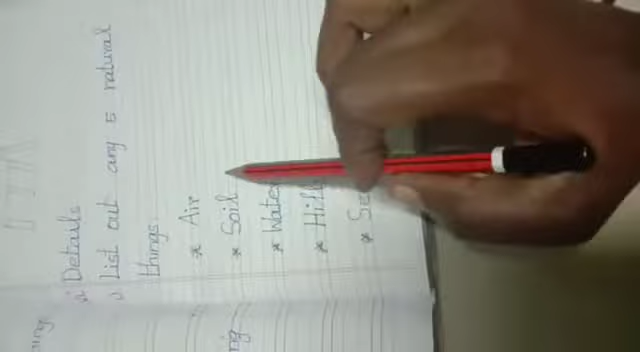 Details
List out any 5 natural
things.
* Air
* Soil
* Water
* Hill
*